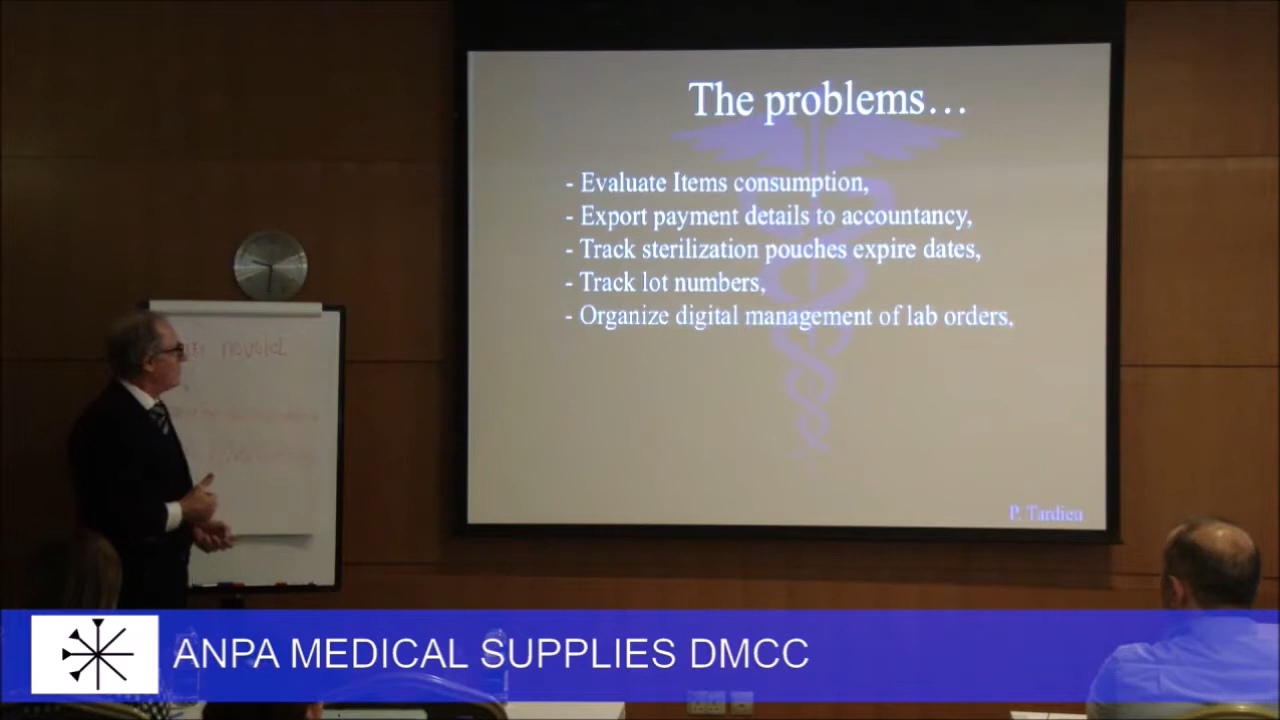 The problems…
- Evaluate Items consumption,
- Export payment details to accountancy,
- Track sterilization pouches expire dates,
- Track lot numbers,
- Organize digital management of lab orders,
P. Tardieu
ANPA MEDICAL SUPPLIES DMCC